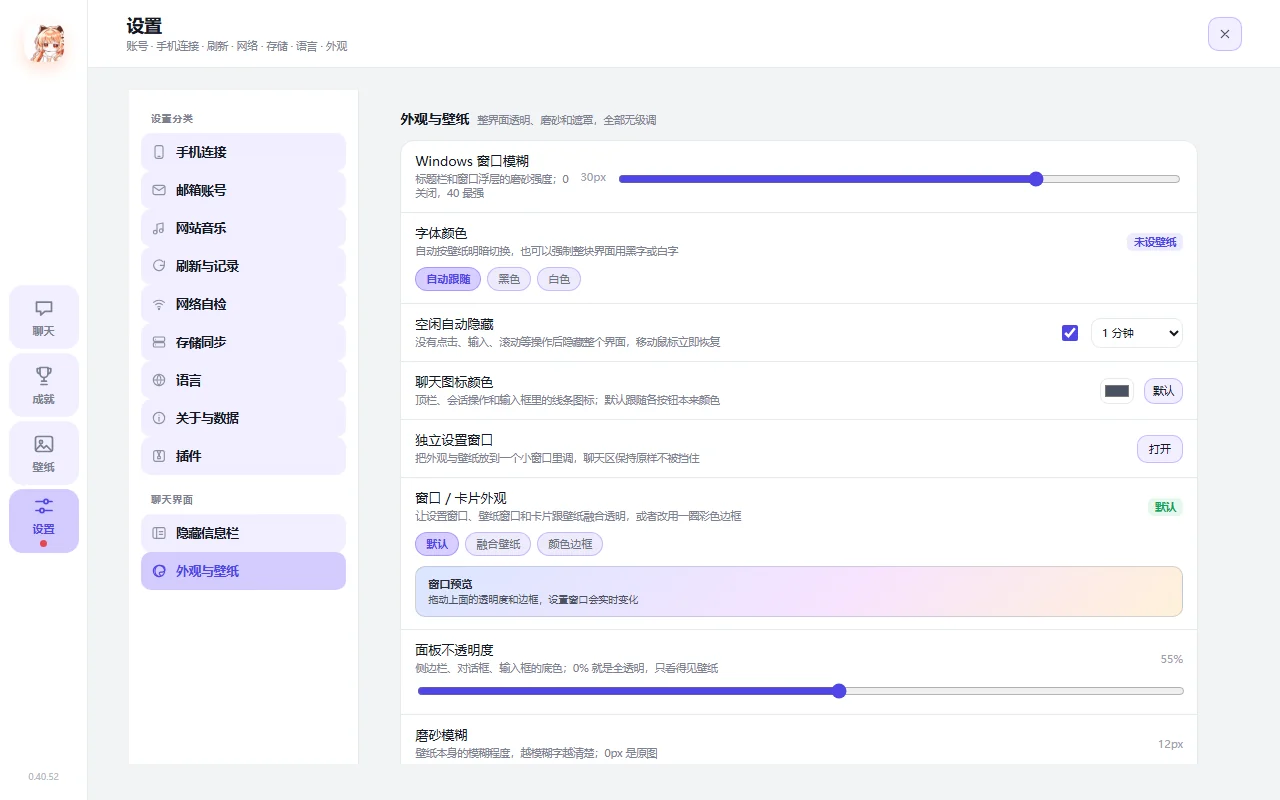 设置
账号 · 手机连接 · 刷新 · 网络 · 存储 · 语言 · 外观
聊天
成就
壁纸
设置
0.40.52
设置分类
手机连接
邮箱账号
网站音乐
刷新与记录
网络自检
存储同步
语言
关于与数据
插件
聊天界面
隐藏信息栏
外观与壁纸
外观与壁纸 整界面透明、磨砂和遮罩，全部无级调
Windows 窗口模糊
标题栏和窗口浮层的磨砂强度；0
关闭，40 最强
30px
字体颜色
自动按壁纸明暗切换，也可以强制整块界面用黑字或白字
未设壁纸
自动跟随 黑色 白色
空闲自动隐藏
没有点击、输入、滚动等操作后隐藏整个界面，移动鼠标立即恢复
1 分钟
聊天图标颜色
顶栏、会话操作和输入框里的线条图标；默认跟随各按钮本来颜色
默认
独立设置窗口
把外观与壁纸放到一个小窗口里调，聊天区保持原样不被挡住
打开
窗口 / 卡片外观
让设置窗口、壁纸窗口和卡片跟壁纸融合透明，或者改用一圈彩色边框
默认
默认 融合壁纸 颜色边框
窗口预览
拖动上面的透明度和边框，设置窗口会实时变化
面板不透明度
侧边栏、对话框、输入框的底色；0% 就是全透明，只看得见壁纸
55%
磨砂模糊
壁纸本身的模糊程度，越模糊字越清楚；0px 是原图
12px